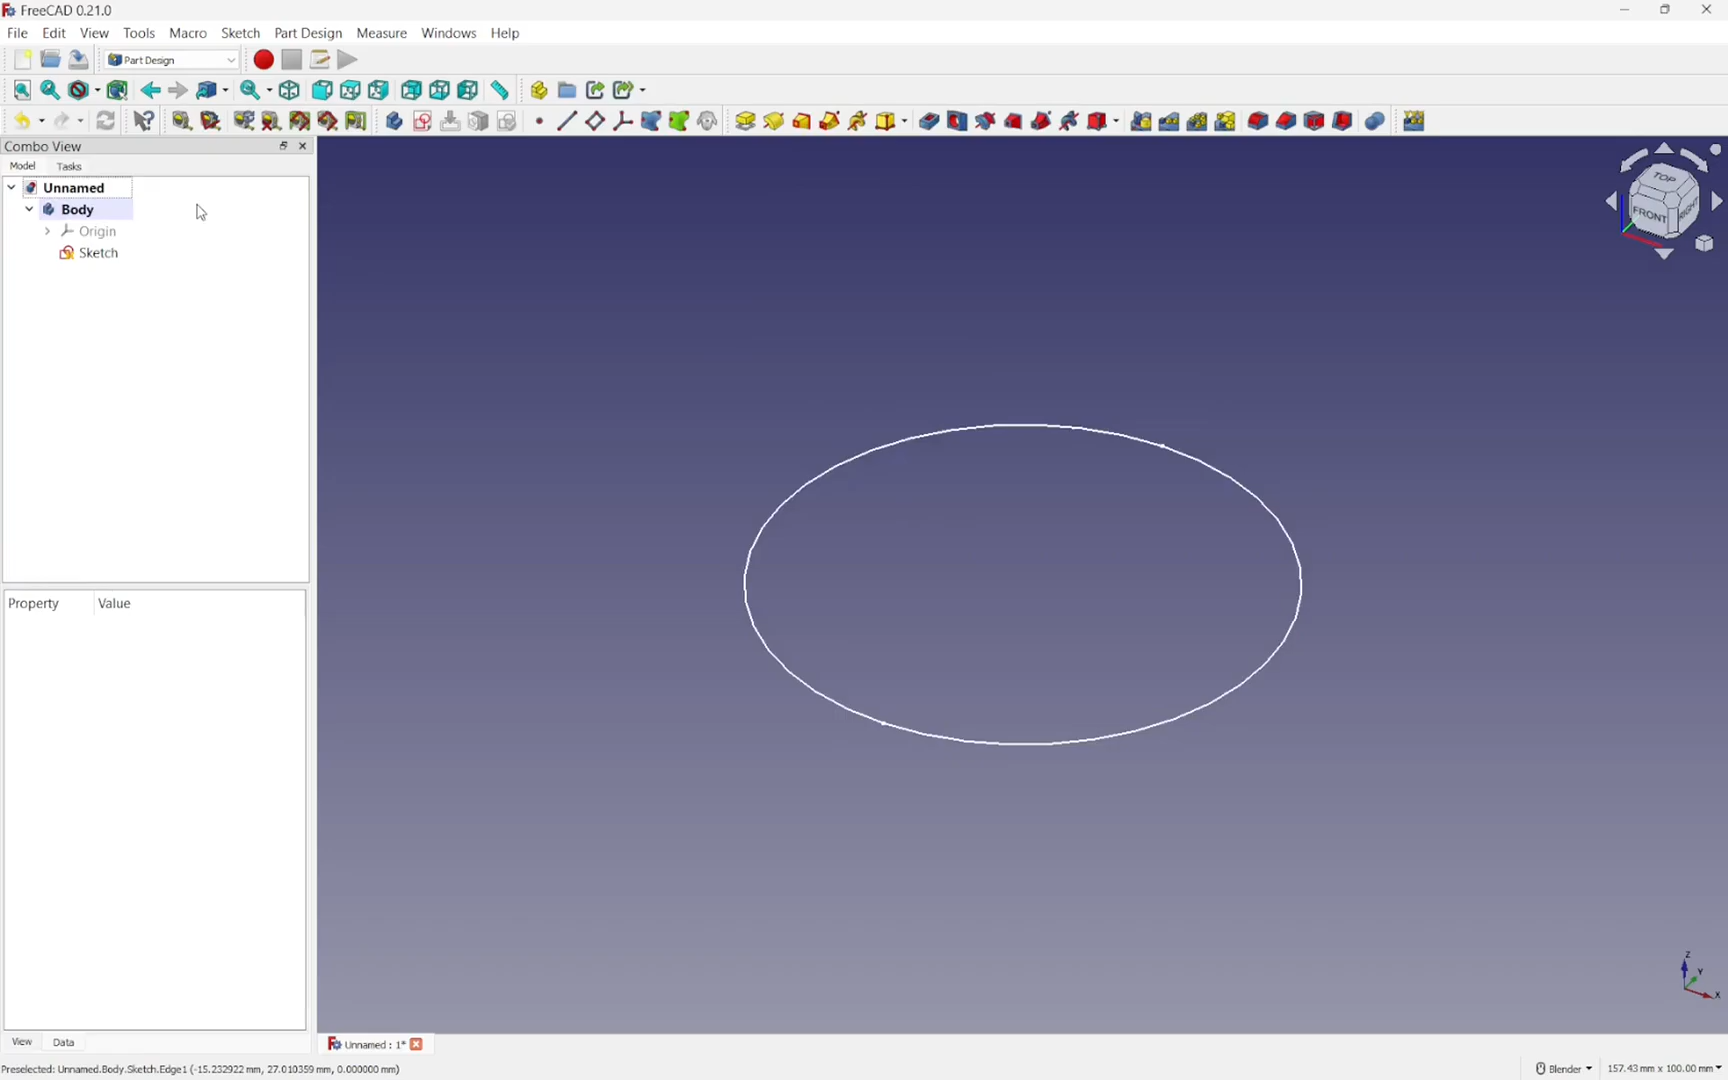 FreeCAD 0.21.0
File Edit View Tools Macro Sketch Part Design Measure Windows Help
Part Design
Combo View
Model Tasks
Unnamed
Body
Origin
Sketch
TOP
FRONT RIGHT
Property Value
Z
Y
X
View Data
Unnamed : 1*
Preselected: Unnamed.Body.Sketch.Edge1 (-15.232922 mm, 27.010359 mm, 0.000000 mm)
Blender 157.43 mm x 100.00 mm